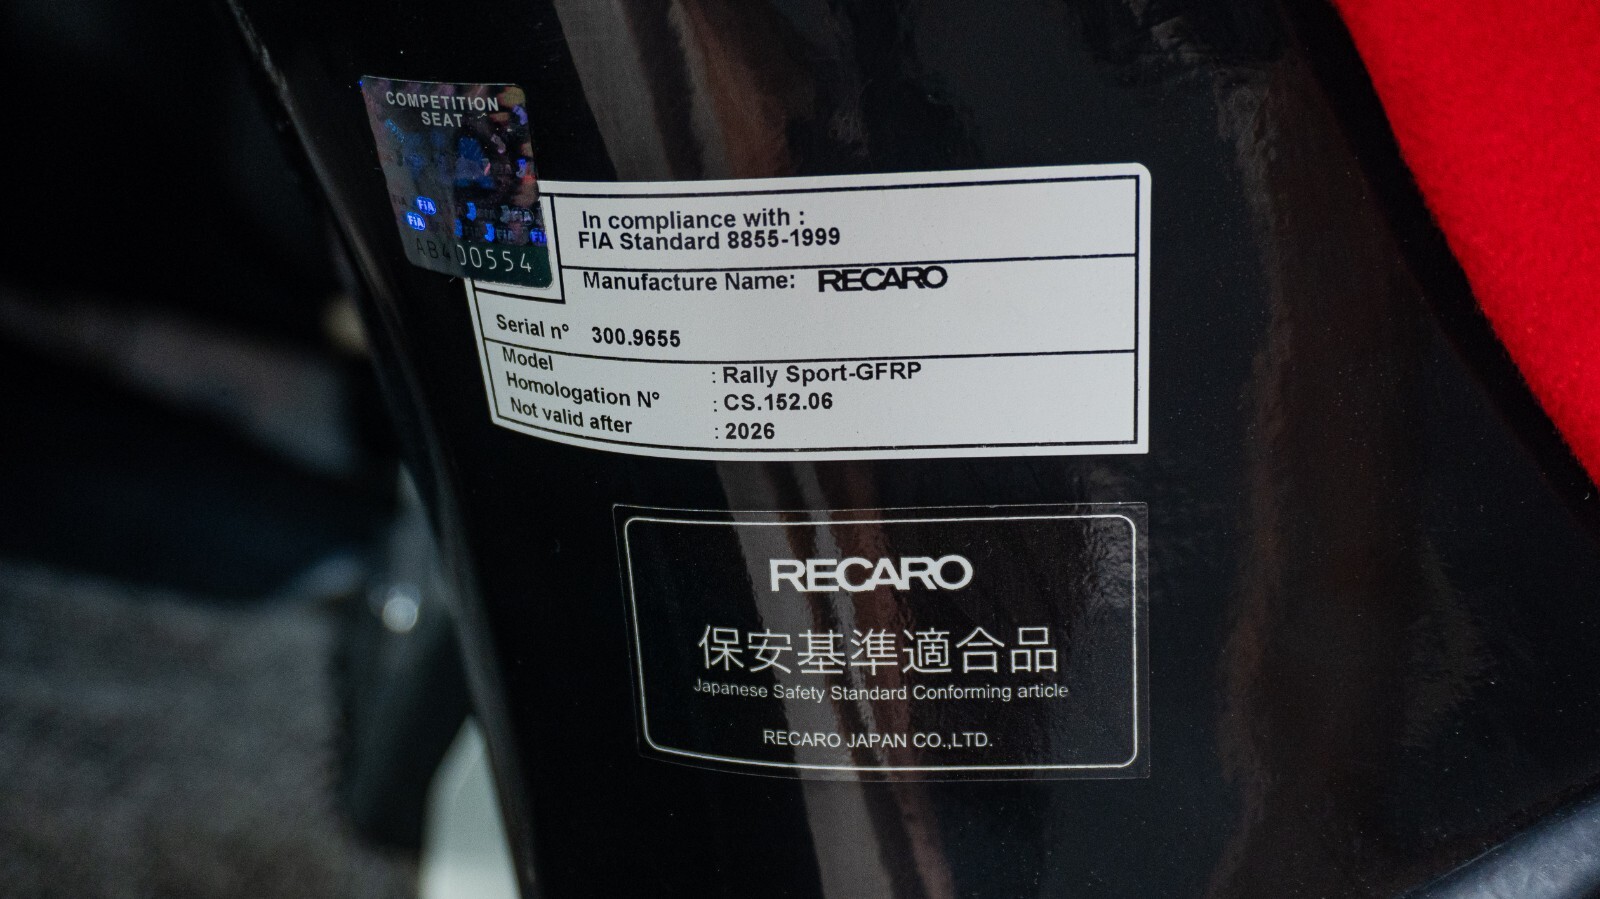 COMPETITION
SEAT
FiA
FiA
AB400554
In compliance with :
FIA Standard 8855-1999
Manufacture Name: RECARO
Serial n° 300.9655
Model : Rally Sport-GFRP
Homologation N° : CS.152.06
Not valid after : 2026
RECARO
保安基準適合品
Japanese Safety Standard Conforming article
RECARO JAPAN CO.,LTD.